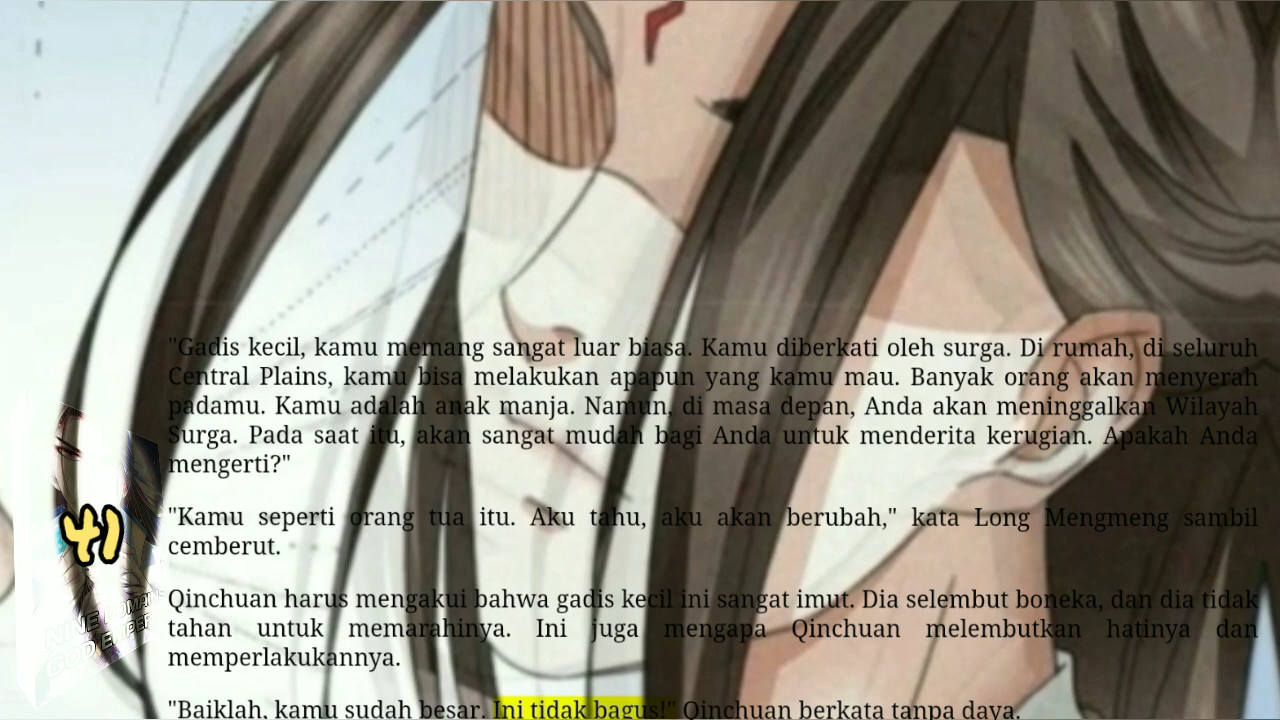 "Gadis kecil, kamu memang sangat luar biasa. Kamu diberkati oleh surga. Di rumah, di seluruh
Central Plains, kamu bisa melakukan apapun yang kamu mau. Banyak orang akan menyerah
padamu. Kamu adalah anak manja. Namun, di masa depan, Anda akan meninggalkan Wilayah
Surga. Pada saat itu, akan sangat mudah bagi Anda untuk menderita kerugian. Apakah Anda
mengerti?"
"Kamu seperti orang tua itu. Aku tahu, aku akan berubah," kata Long Mengmeng sambil
cemberut.
Qinchuan harus mengakui bahwa gadis kecil ini sangat imut. Dia selembut boneka, dan dia tidak
tahan untuk memarahinya. Ini juga mengapa Qinchuan melembutkan hatinya dan
memperlakukannya.
"Baiklah, kamu sudah besar. Ini tidak bagus!" Qinchuan berkata tanpa daya.
41
NINE
GOD